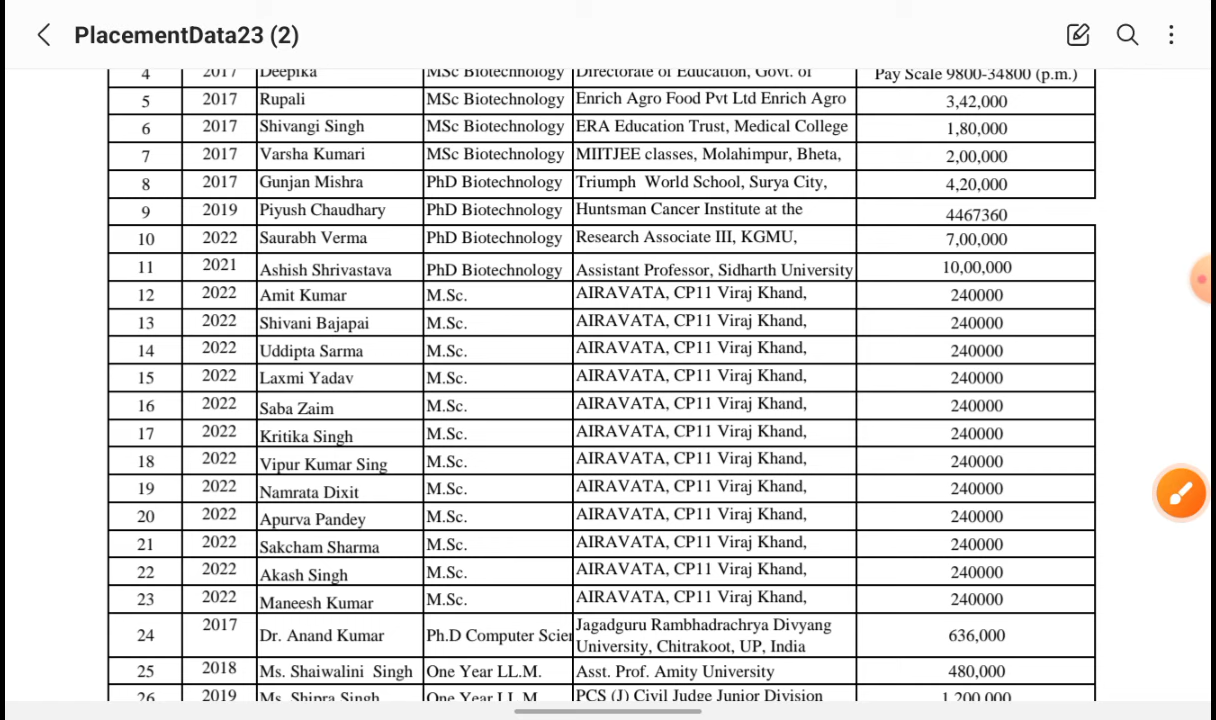 PlacementData23 (2)
4 2017 Deepika MSc Biotechnology Directorate of Education, Govt. of Pay Scale 9800-34800 (p.m.)
5 2017 Rupali MSc Biotechnology Enrich Agro Food Pvt Ltd Enrich Agro 3,42,000
6 2017 Shivangi Singh MSc Biotechnology ERA Education Trust, Medical College 1,80,000
7 2017 Varsha Kumari MSc Biotechnology MIITJEE classes, Molahimpur, Bheta, 2,00,000
8 2017 Gunjan Mishra PhD Biotechnology Triumph World School, Surya City, 4,20,000
9 2019 Piyush Chaudhary PhD Biotechnology Huntsman Cancer Institute at the 4467360
10 2022 Saurabh Verma PhD Biotechnology Research Associate III, KGMU, 7,00,000
11 2021 Ashish Shrivastava PhD Biotechnology Assistant Professor, Sidharth University 10,00,000
12 2022 Amit Kumar M.Sc. AIRAVATA, CP11 Viraj Khand, 240000
13 2022 Shivani Bajapai M.Sc. AIRAVATA, CP11 Viraj Khand, 240000
14 2022 Uddipta Sarma M.Sc. AIRAVATA, CP11 Viraj Khand, 240000
15 2022 Laxmi Yadav M.Sc. AIRAVATA, CP11 Viraj Khand, 240000
16 2022 Saba Zaim M.Sc. AIRAVATA, CP11 Viraj Khand, 240000
17 2022 Kritika Singh M.Sc. AIRAVATA, CP11 Viraj Khand, 240000
18 2022 Vipur Kumar Sing M.Sc. AIRAVATA, CP11 Viraj Khand, 240000
19 2022 Namrata Dixit M.Sc. AIRAVATA, CP11 Viraj Khand, 240000
20 2022 Apurva Pandey M.Sc. AIRAVATA, CP11 Viraj Khand, 240000
21 2022 Sakcham Sharma M.Sc. AIRAVATA, CP11 Viraj Khand, 240000
22 2022 Akash Singh M.Sc. AIRAVATA, CP11 Viraj Khand, 240000
23 2022 Maneesh Kumar M.Sc. AIRAVATA, CP11 Viraj Khand, 240000
24 2017 Dr. Anand Kumar Ph.D Computer Scien Jagadguru Rambhadrachrya Divyang 636,000
University, Chitrakoot, UP, India
25 2018 Ms. Shaiwalini Singh One Year LL.M. Asst. Prof. Amity University 480,000
26 2019 Ms. Shipra Singh One Year LL.M. PCS (J) Civil Judge Junior Division 1,200,000